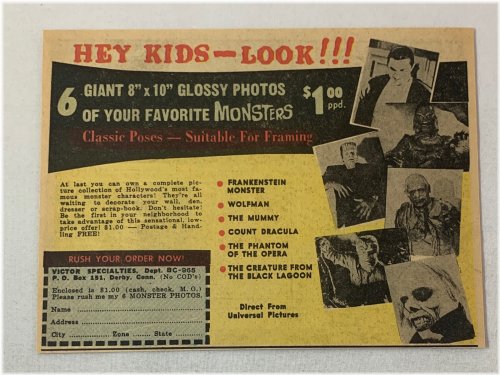 HEY KIDS—LOOK!!!
6 GIANT 8"x 10" GLOSSY PHOTOS
OF YOUR FAVORITE MONSTERS
$1.00
ppd.
Classic Poses — Suitable For Framing
At last you can own a complete pic-
ture collection of Hollywood's most fa-
mous monster characters! They're all
waiting to decorate your wall, den,
dresser or scrap-book. Don't hesitate!
Be the first in your neighborhood to
take advantage of this sensational, low-
price offer! $1.00 — Postage & Hand-
ling FREE!
• FRANKENSTEIN
MONSTER
• WOLFMAN
• THE MUMMY
• COUNT DRACULA
• THE PHANTOM
OF THE OPERA
• THE CREATURE FROM
THE BLACK LAGOON
Direct From
Universal Pictures
RUSH YOUR ORDER NOW!
VICTOR SPECIALTIES, Dept. BC-965
P. O. Box 151, Derby, Conn. (No COD's)
Enclosed is $1.00 (cash, check, M. O.)
Please rush me my 6 MONSTER PHOTOS.
Name
Address
City Zone State